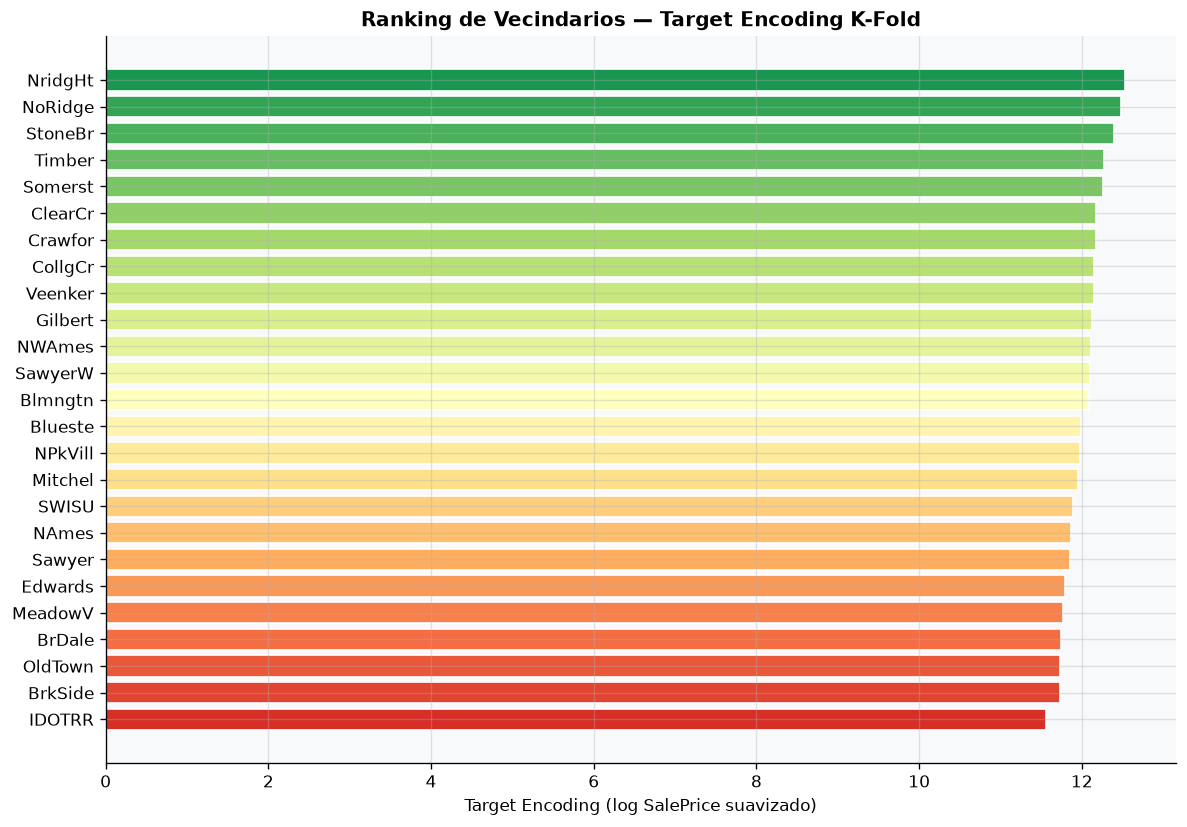 Ranking de Vecindarios — Target Encoding K-Fold
NridgHt
NoRidge
StoneBr
Timber
Somerst
ClearCr
Crawfor
CollgCr
Veenker
Gilbert
NWAmes
SawyerW
Blmngtn
Blueste
NPkVill
Mitchel
SWISU
NAmes
Sawyer
Edwards
MeadowV
BrDale
OldTown
BrkSide
IDOTRR
0 2 4 6 8 10 12
Target Encoding (log SalePrice suavizado)